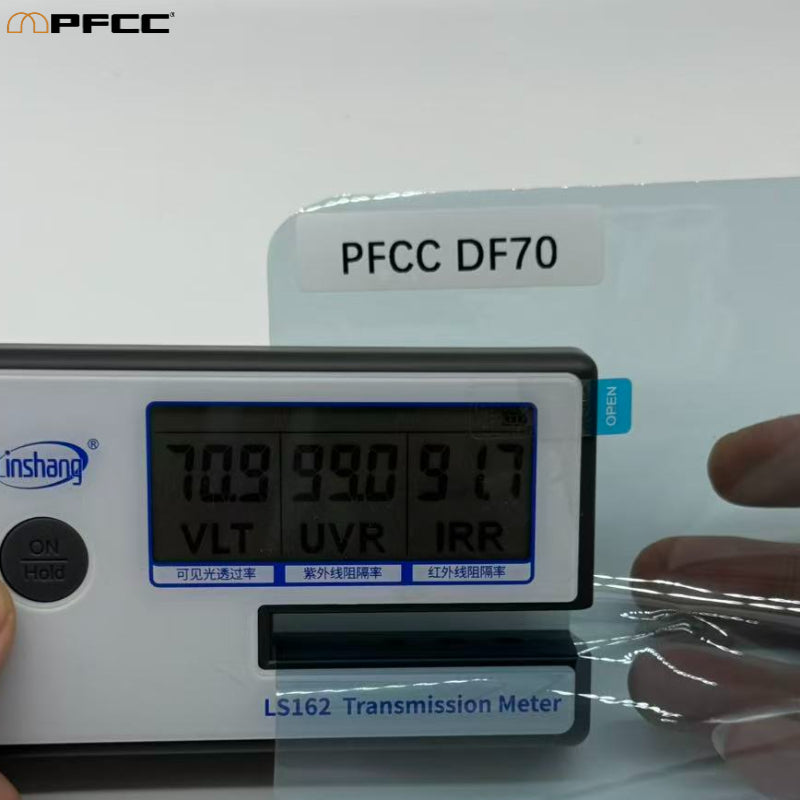 PFCC®
PFCC DF70
OPEN
inshang®
70.9 99.0 91.7
VLT UVR IRR
可见光透过率 紫外线阻隔率 红外线阻隔率
ON
Hold
LS162 Transmission Meter